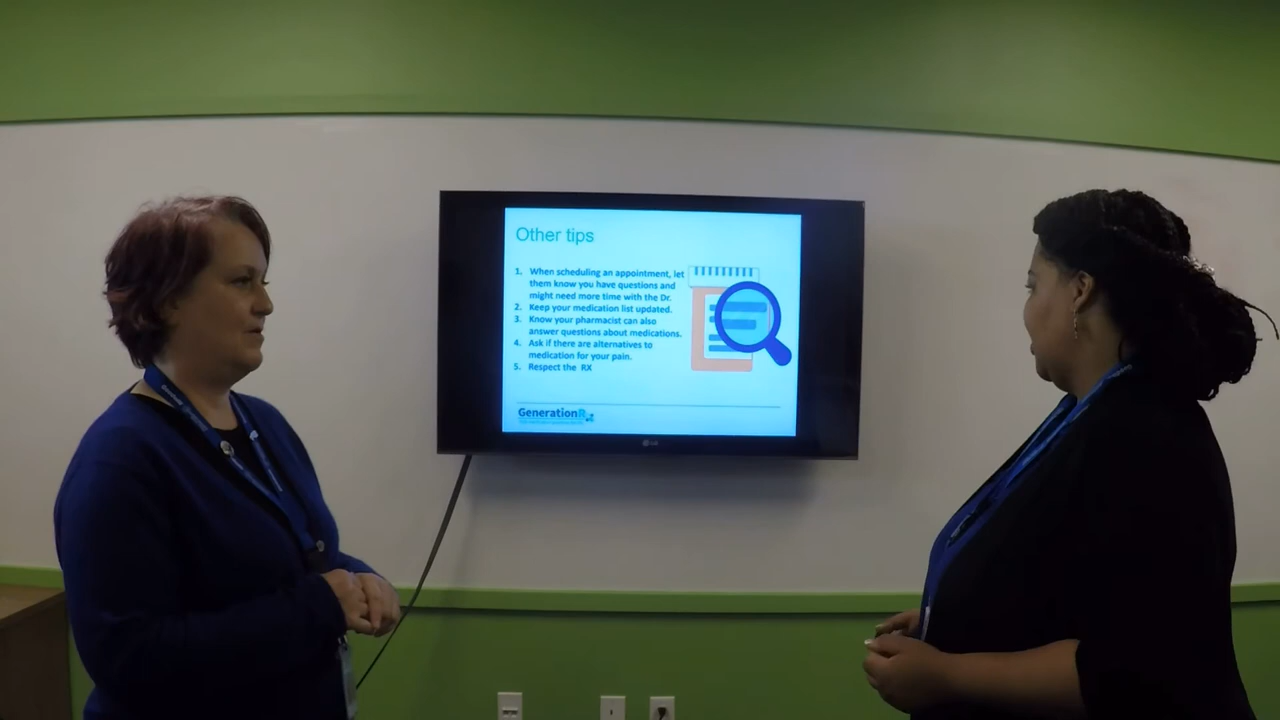 Other tips
1. When scheduling an appointment, let
them know you have questions and
might need more time with the Dr.
2. Keep your medication list updated.
3. Know your pharmacist can also
answer questions about medications.
4. Ask if there are alternatives to
medication for your pain.
5. Respect the RX
GenerationRx
LG